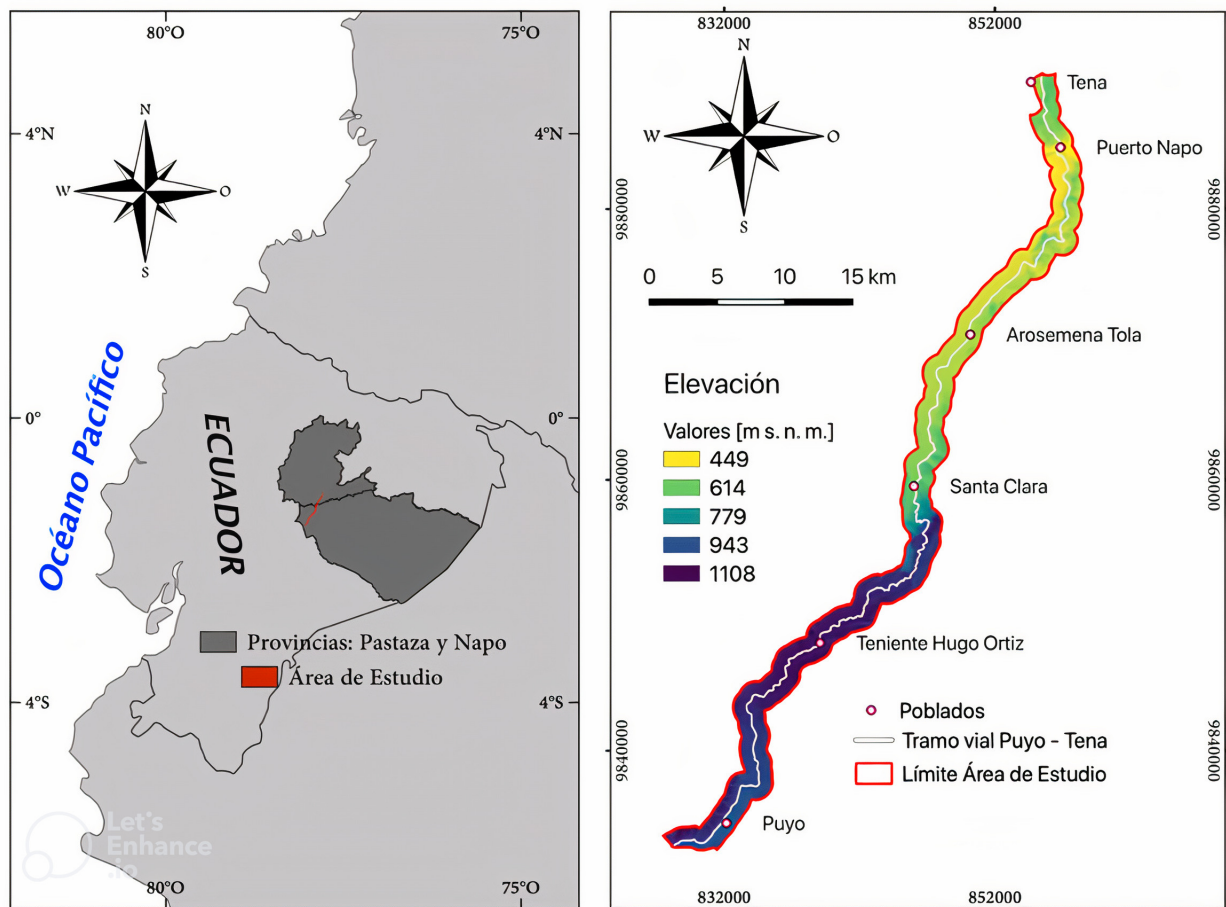 80°O
75°O
N
W
O
S
4°N
4°N
Océano Pacífico
ECUADOR
0°
0°
Provincias: Pastaza y Napo
Área de Estudio
4°S
4°S
Let's
Enhance
.io
80°O
75°O
832000
852000
N
W
O
S
Tena
Puerto Napo
9880000
9880000
0 5 10 15 km
Arosemena Tola
Elevación
Valores [m s. n. m.]
449
614
779
943
1108
9860000
9860000
Santa Clara
Teniente Hugo Ortiz
Poblados
Tramo vial Puyo - Tena
Límite Área de Estudio
9840000
9840000
Puyo
832000
852000